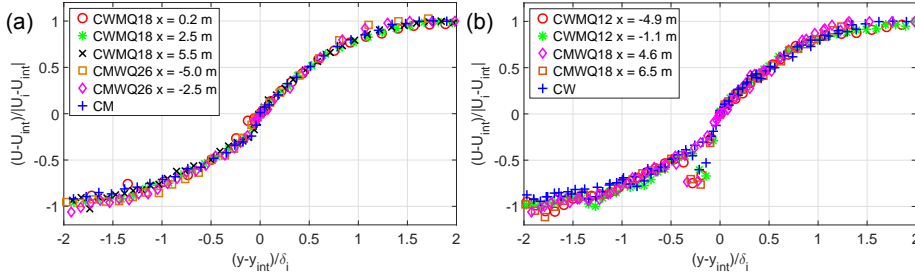 (a)
CWMQ18 x = 0.2 m
CWMQ18 x = 2.5 m
CWMQ18 x = 5.5 m
CMWQ26 x = -5.0 m
CMWQ26 x = -2.5 m
CM
(U-U_int)/|U_i-U_int|
1
0.5
0
-0.5
-1
-2 -1.5 -1 -0.5 0 0.5 1 1.5 2
(y-y_int)/δ_i
(b)
CWMQ12 x = -4.9 m
CWMQ12 x = -1.1 m
CMWQ18 x = 4.6 m
CMWQ18 x = 6.5 m
CW
(U-U_int)/|U_i-U_int|
1
0.5
0
-0.5
-1
-2 -1.5 -1 -0.5 0 0.5 1 1.5 2
(y-y_int)/δ_i